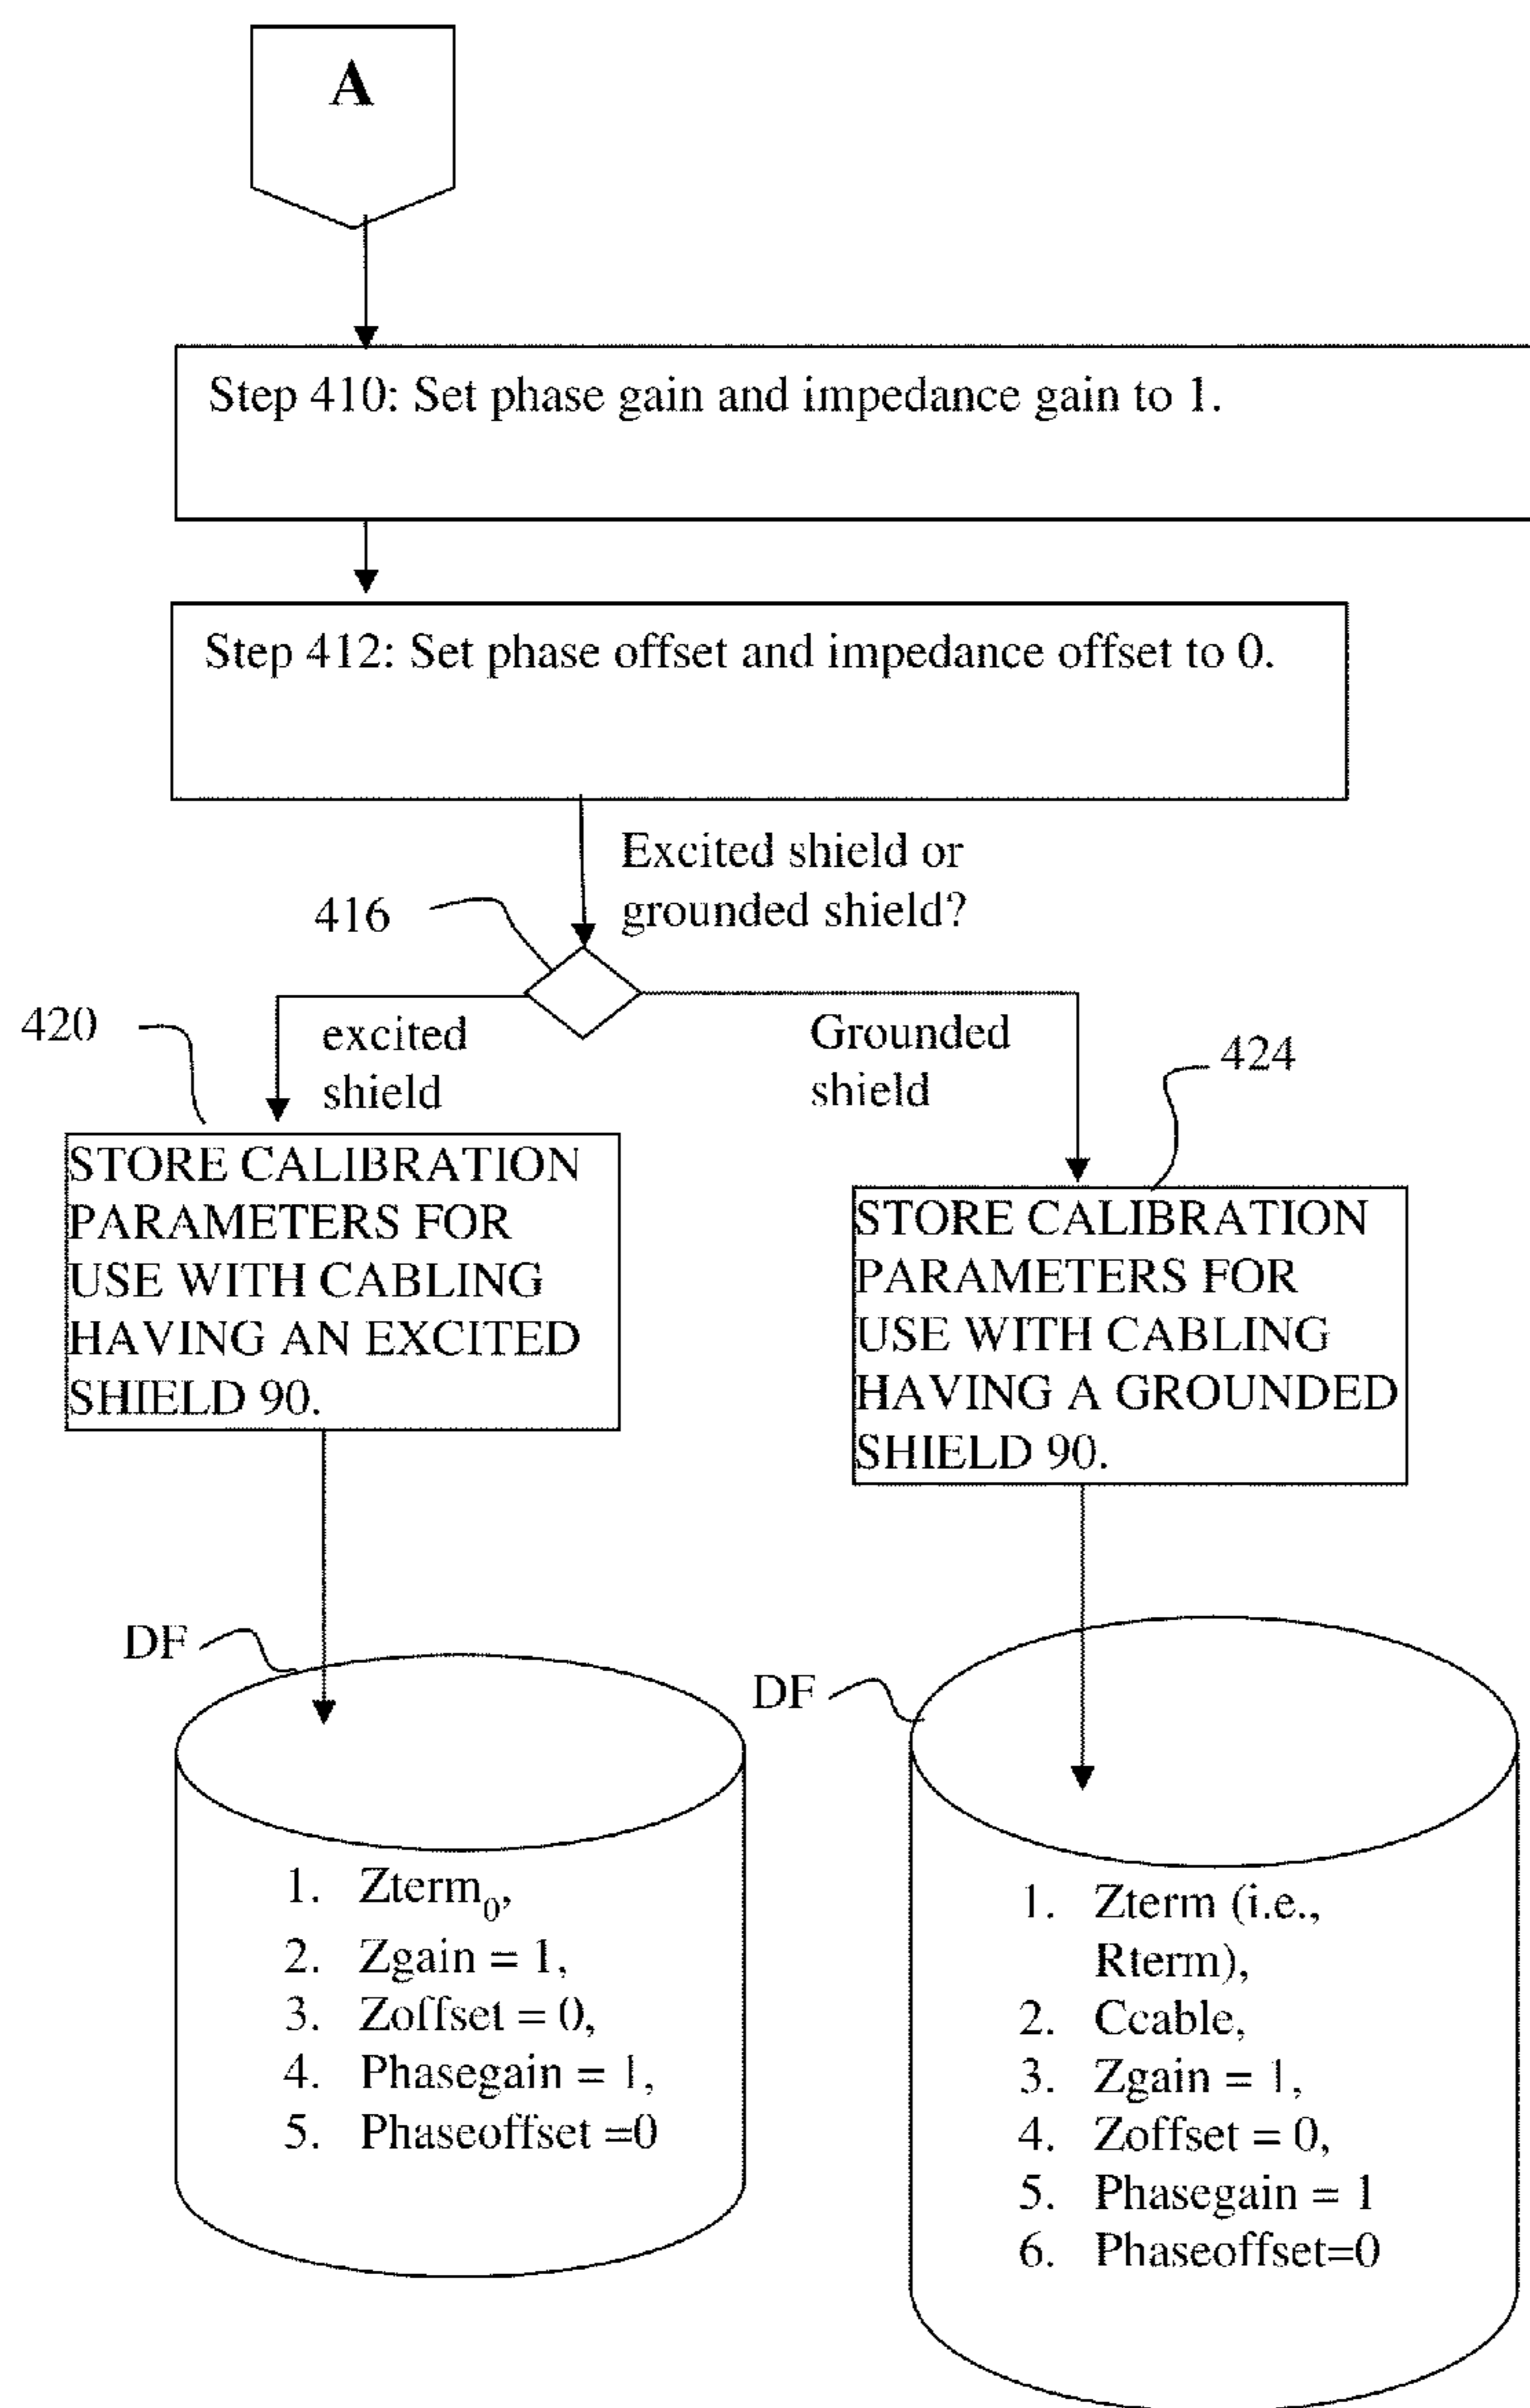 A
Step 410: Set phase gain and impedance gain to 1.
Step 412: Set phase offset and impedance offset to 0.
Excited shield or
grounded shield?
416
420
excited
shield
Grounded
shield
424
STORE CALIBRATION
PARAMETERS FOR
USE WITH CABLING
HAVING AN EXCITED
SHIELD 90.
STORE CALIBRATION
PARAMETERS FOR
USE WITH CABLING
HAVING A GROUNDED
SHIELD 90.
DF
DF
1. Zterm₀,
2. Zgain = 1,
3. Zoffset = 0,
4. Phasegain = 1,
5. Phaseoffset =0
1. Zterm (i.e.,
Rterm),
2. Ccable,
3. Zgain = 1,
4. Zoffset = 0,
5. Phasegain = 1
6. Phaseoffset=0